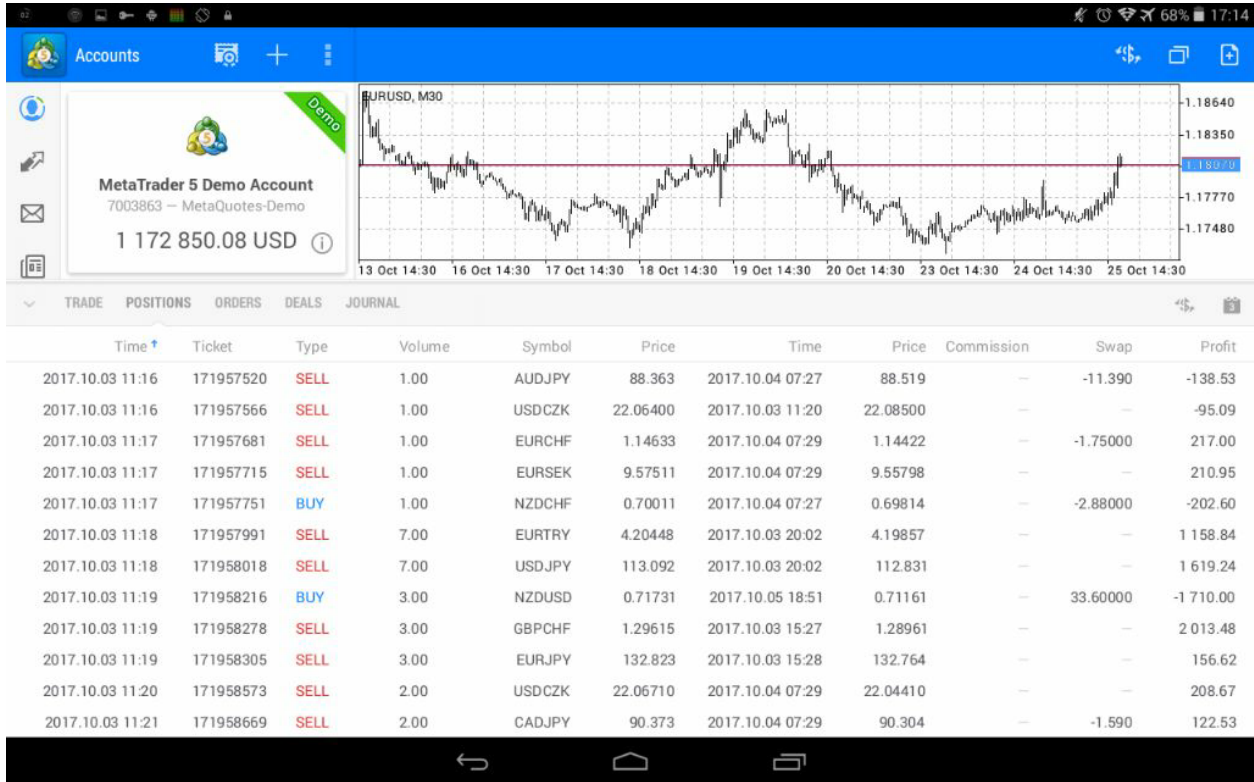 68% 17:14
Accounts
Demo
MetaTrader 5 Demo Account
7003863 — MetaQuotes-Demo
1 172 850.08 USD
EURUSD, M30
1.18640
1.18350
1.18070
1.17770
1.17480
13 Oct 14:30 16 Oct 14:30 17 Oct 14:30 18 Oct 14:30 19 Oct 14:30 20 Oct 14:30 23 Oct 14:30 24 Oct 14:30 25 Oct 14:30
TRADE POSITIONS ORDERS DEALS JOURNAL
Time Ticket Type Volume Symbol Price Time Price Commission Swap Profit
2017.10.03 11:16 171957520 SELL 1.00 AUDJPY 88.363 2017.10.04 07:27 88.519 — -11.390 -138.53
2017.10.03 11:16 171957566 SELL 1.00 USDCZK 22.06400 2017.10.03 11:20 22.08500 — — -95.09
2017.10.03 11:17 171957681 SELL 1.00 EURCHF 1.14633 2017.10.04 07:29 1.14422 — -1.75000 217.00
2017.10.03 11:17 171957715 SELL 1.00 EURSEK 9.57511 2017.10.04 07:29 9.55798 — — 210.95
2017.10.03 11:17 171957751 BUY 1.00 NZDCHF 0.70011 2017.10.04 07:27 0.69814 — -2.88000 -202.60
2017.10.03 11:18 171957991 SELL 7.00 EURTRY 4.20448 2017.10.03 20:02 4.19857 — — 1 158.84
2017.10.03 11:18 171958018 SELL 7.00 USDJPY 113.092 2017.10.03 20:02 112.831 — — 1 619.24
2017.10.03 11:19 171958216 BUY 3.00 NZDUSD 0.71731 2017.10.05 18:51 0.71161 — 33.60000 -1 710.00
2017.10.03 11:19 171958278 SELL 3.00 GBPCHF 1.29615 2017.10.03 15:27 1.28961 — — 2 013.48
2017.10.03 11:19 171958305 SELL 3.00 EURJPY 132.823 2017.10.03 15:28 132.764 — — 156.62
2017.10.03 11:20 171958573 SELL 2.00 USDCZK 22.06710 2017.10.04 07:29 22.04410 — — 208.67
2017.10.03 11:21 171958669 SELL 2.00 CADJPY 90.373 2017.10.04 07:29 90.304 — -1.590 122.53